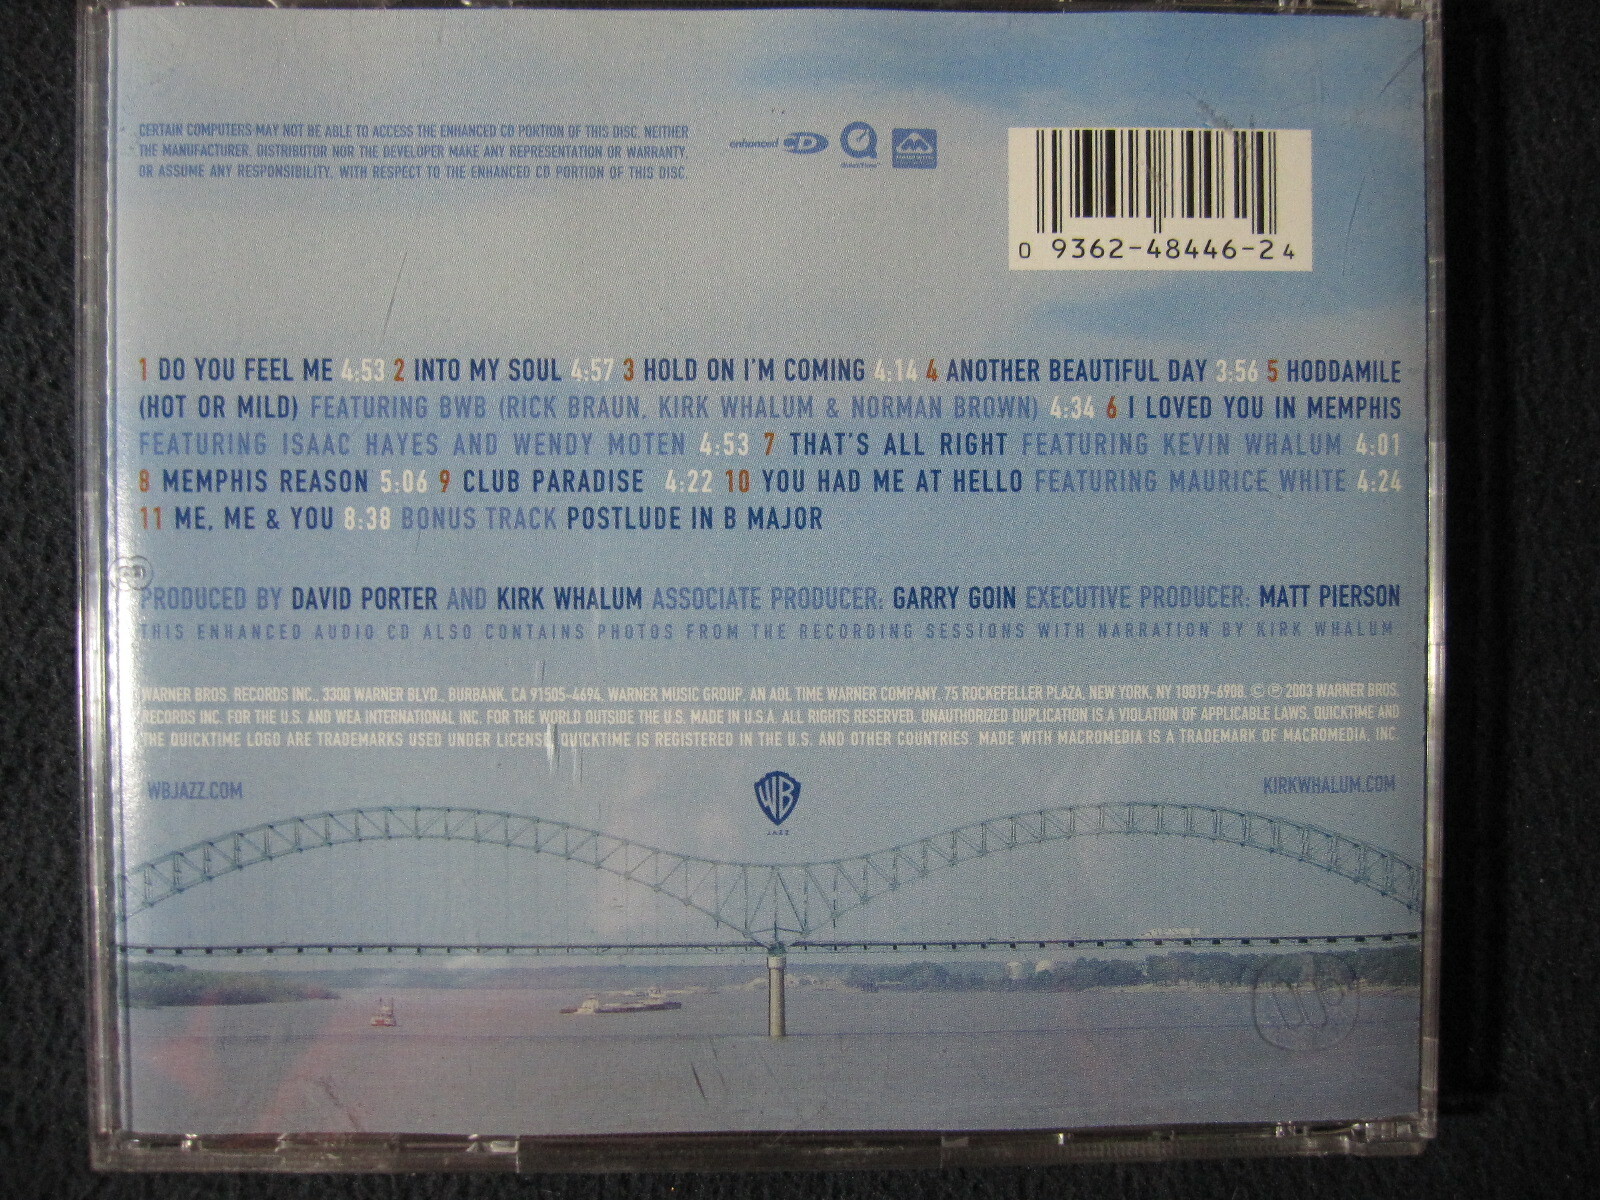 CERTAIN COMPUTERS MAY NOT BE ABLE TO ACCESS THE ENHANCED CD PORTION OF THIS DISC. NEITHER
THE MANUFACTURER, DISTRIBUTOR NOR THE DEVELOPER MAKE ANY REPRESENTATION OR WARRANTY,
OR ASSUME ANY RESPONSIBILITY, WITH RESPECT TO THE ENHANCED CD PORTION OF THIS DISC.
enhanced CD
QuickTime
0 9362-48446-2 4
1 DO YOU FEEL ME 4:53 2 INTO MY SOUL 4:57 3 HOLD ON I'M COMING 4:14 4 ANOTHER BEAUTIFUL DAY 3:56 5 HODDAMILE
(HOT OR MILD) FEATURING BWB (RICK BRAUN, KIRK WHALUM & NORMAN BROWN) 4:34 6 I LOVED YOU IN MEMPHIS
FEATURING ISAAC HAYES AND WENDY MOTEN 4:53 7 THAT'S ALL RIGHT FEATURING KEVIN WHALUM 4:01
8 MEMPHIS REASON 5:06 9 CLUB PARADISE 4:22 10 YOU HAD ME AT HELLO FEATURING MAURICE WHITE 4:24
11 ME, ME & YOU 8:38 BONUS TRACK POSTLUDE IN B MAJOR
PRODUCED BY DAVID PORTER AND KIRK WHALUM ASSOCIATE PRODUCER: GARRY GOIN EXECUTIVE PRODUCER: MATT PIERSON
THIS ENHANCED AUDIO CD ALSO CONTAINS PHOTOS FROM THE RECORDING SESSIONS WITH NARRATION BY KIRK WHALUM
WARNER BROS. RECORDS INC., 3300 WARNER BLVD., BURBANK, CA 91505-4694. WARNER MUSIC GROUP, AN AOL TIME WARNER COMPANY, 75 ROCKEFELLER PLAZA, NEW YORK, NY 10019-6908. ©℗ 2003 WARNER BROS.
RECORDS INC. FOR THE U.S. AND WEA INTERNATIONAL INC. FOR THE WORLD OUTSIDE THE U.S. MADE IN U.S.A. ALL RIGHTS RESERVED. UNAUTHORIZED DUPLICATION IS A VIOLATION OF APPLICABLE LAWS. QUICKTIME AND
THE QUICKTIME LOGO ARE TRADEMARKS USED UNDER LICENSE. QUICKTIME IS REGISTERED IN THE U.S. AND OTHER COUNTRIES. MADE WITH MACROMEDIA IS A TRADEMARK OF MACROMEDIA, INC.
WBJAZZ.COM
WB
JAZZ
KIRKWHALUM.COM